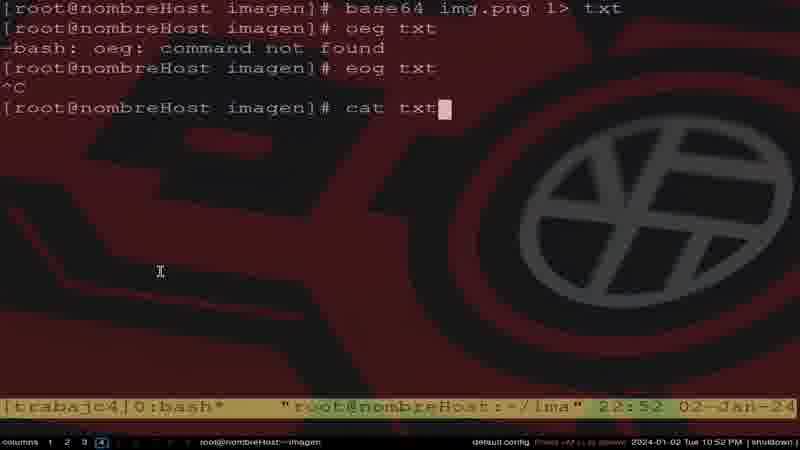 [root@nombreHost imagen]# base64 img.png 1> txt
[root@nombreHost imagen]# oeg txt
-bash: oeg: command not found
[root@nombreHost imagen]# eog txt
^C
[root@nombreHost imagen]# cat txt
[trabajc4]0:bash* "root@nombreHost:~/ima" 22:52 02-Jan-24
columns 1 2 3 4 root@nombreHost:~imagen default.config 2024-01-02 Tue 10:52 PM | shutdown |